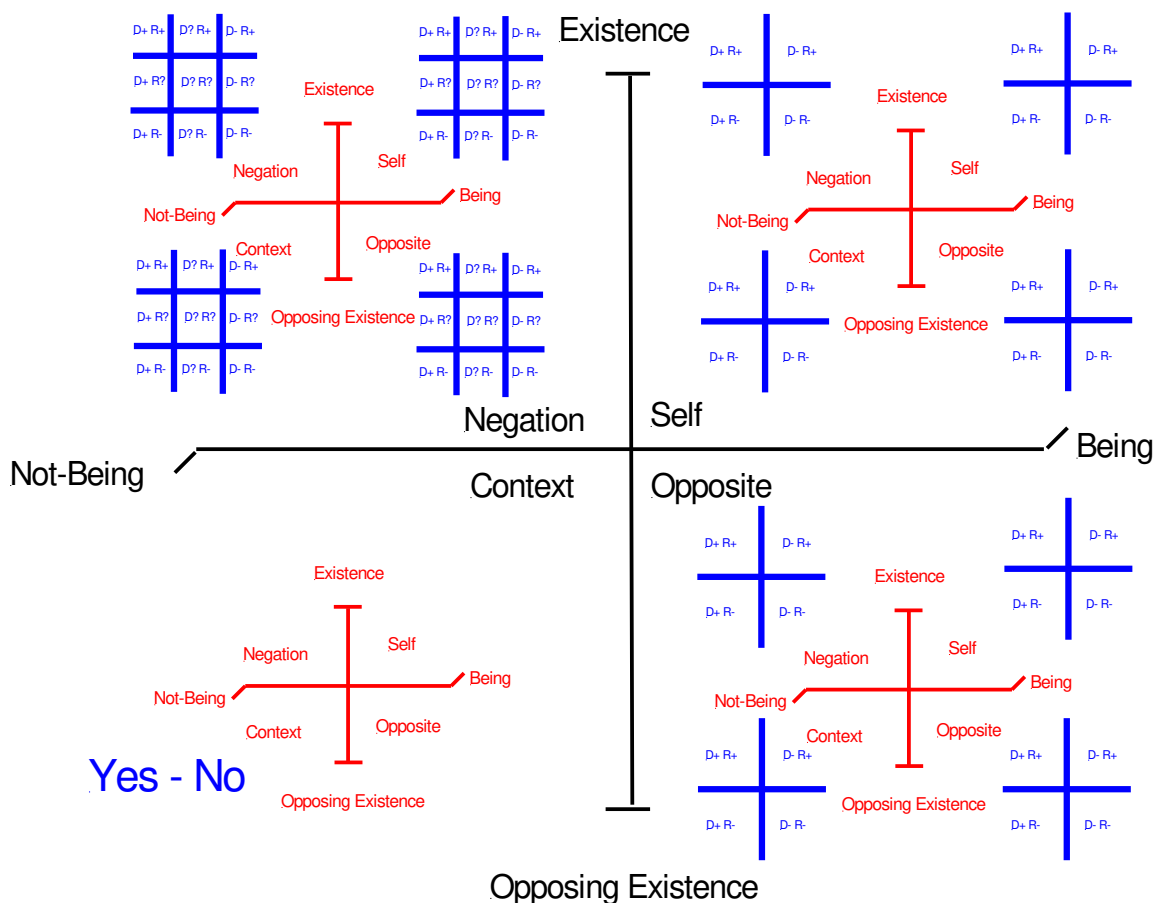 Existence
D+ R+ D? R+ D- R+
D+ R? D? R? D- R?
D+ R- D? R- D- R-
D+ R+ D? R+ D- R+
D+ R? D? R? D- R?
D+ R- D? R- D- R-
Existence
Negation Self
Not-Being Being
Context Opposite
Opposing Existence
D+ R+ D? R+ D- R+
D+ R? D? R? D- R?
D+ R- D? R- D- R-
D+ R+ D? R+ D- R+
D+ R? D? R? D- R?
D+ R- D? R- D- R-
D+ R+ D- R+
D+ R- D- R-
D+ R+ D- R+
D+ R- D- R-
Existence
Negation Self
Not-Being Being
Context Opposite
Opposing Existence
D+ R+ D- R+
D+ R- D- R-
D+ R+ D- R+
D+ R- D- R-
Negation Self
Not-Being Being
Context Opposite
Existence
Negation Self
Not-Being Being
Context Opposite
Yes - No
Opposing Existence
D+ R+ D- R+
D+ R- D- R-
D+ R+ D- R+
D+ R- D- R-
Existence
Negation Self
Not-Being Being
Context Opposite
Opposing Existence
D+ R+ D- R+
D+ R- D- R-
D+ R+ D- R+
D+ R- D- R-
Opposing Existence